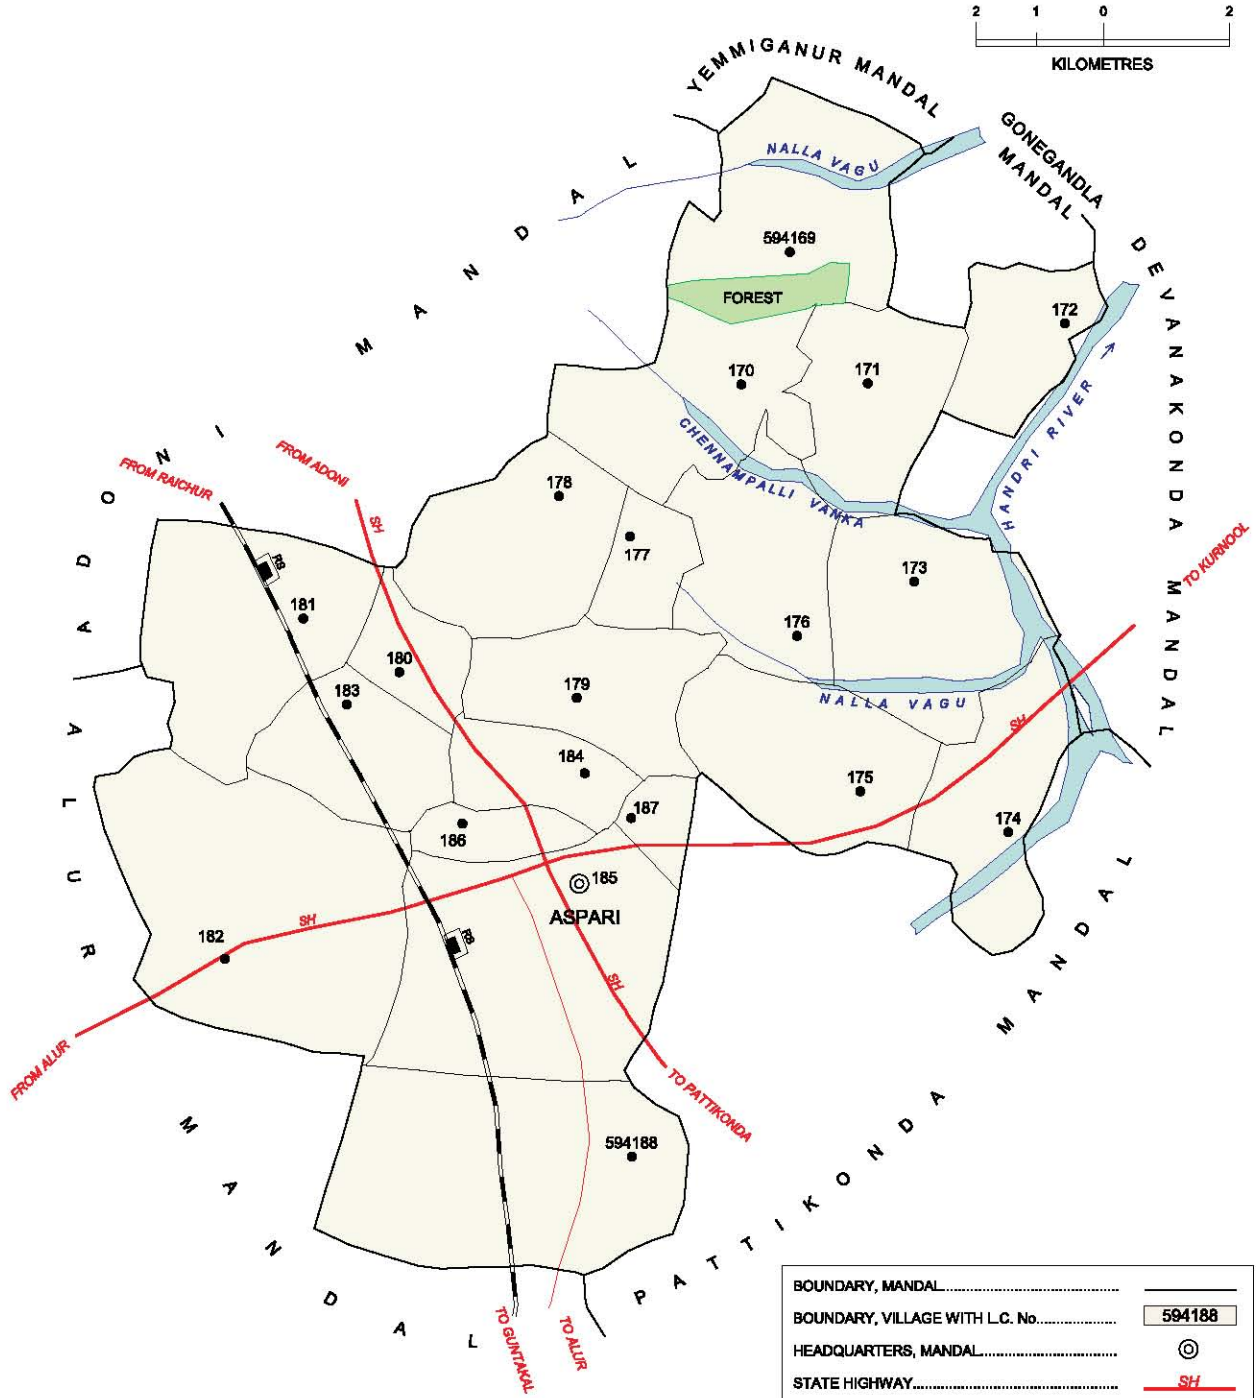 2 1 0 2
KILOMETRES
YEMMIGANUR MANDAL
GONEGANDLA
MANDAL
NALLA VAGU
ADONI MANDAL
DEVANAKONDA MANDAL
594169
FOREST
172
170
171
HANDRI RIVER
CHENNAMPALLI VANKA
FROM RAICHUR
FROM ADONI
SH
178
177
RS
173
TO KURNOOL
181
176
180
183
179
NALLA VAGU
SH
184
175
187
174
186
185
ASPARI
SH
RS
182
SH
ALUR MANDAL
FROM ALUR
TO PATTIKONDA
594188
PATTIKONDA MANDAL
TO GUNTAKAL
TO ALUR
BOUNDARY, MANDAL
BOUNDARY, VILLAGE WITH L.C. No. 594188
HEADQUARTERS, MANDAL
STATE HIGHWAY SH